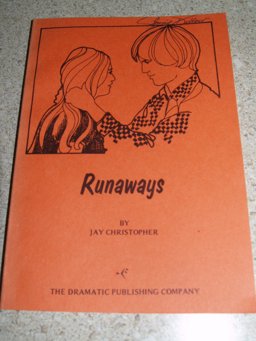 Runaways
BY
JAY CHRISTOPHER
THE DRAMATIC PUBLISHING COMPANY